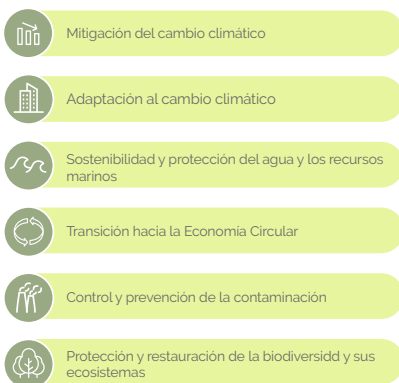 Mitigación del cambio climático
Adaptación al cambio climático
Sostenibilidad y protección del agua y los recursos
marinos
Transición hacia la Economía Circular
Control y prevención de la contaminación
Protección y restauración de la biodiversidd y sus
ecosistemas